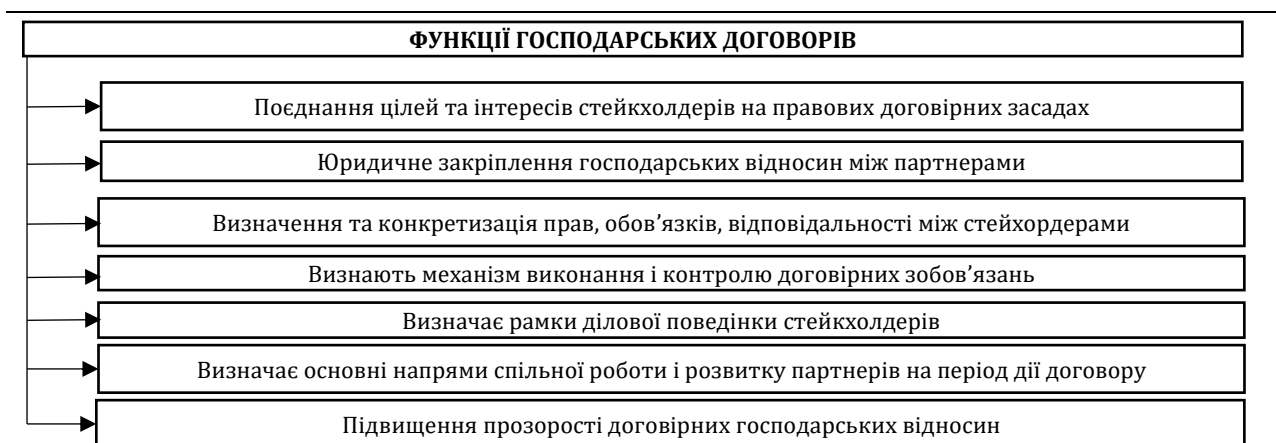 ФУНКЦІЇ ГОСПОДАРСЬКИХ ДОГОВОРІВ
Поєднання цілей та інтересів стейкхолдерів на правових договірних засадах
Юридичне закріплення господарських відносин між партнерами
Визначення та конкретизація прав, обов’язків, відповідальності між стейхордерами
Визнають механізм виконання і контролю договірних зобов’язань
Визначає рамки ділової поведінки стейкхолдерів
Визначає основні напрями спільної роботи і розвитку партнерів на період дії договору
Підвищення прозорості договірних господарських відносин